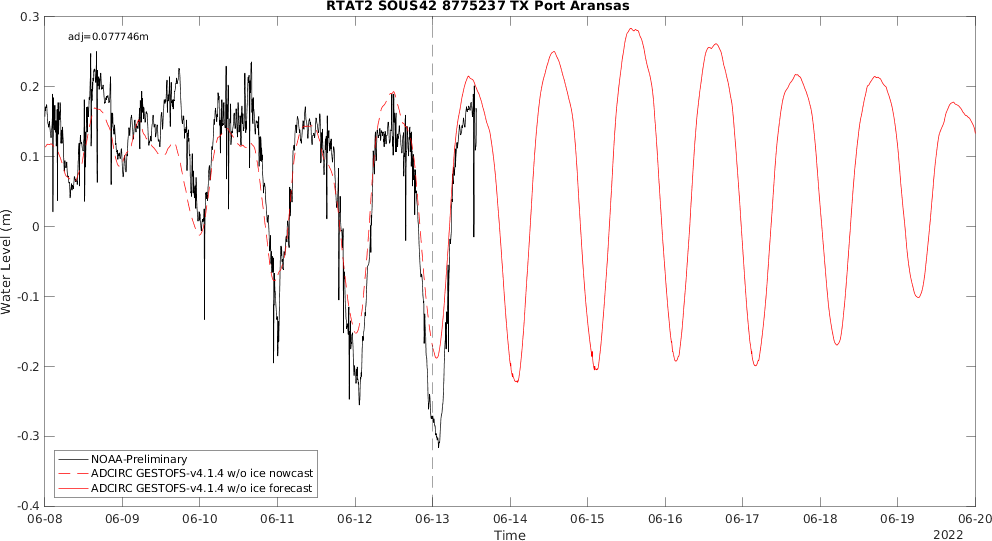 RTAT2 SOUS42 8775237 TX Port Aransas
adj=0.077746m
0.3
0.2
0.1
0
-0.1
-0.2
-0.3
-0.4
Water Level (m)
NOAA-Preliminary
ADCIRC GESTOFS-v4.1.4 w/o ice nowcast
ADCIRC GESTOFS-v4.1.4 w/o ice forecast
06-08 06-09 06-10 06-11 06-12 06-13 06-14 06-15 06-16 06-17 06-18 06-19 06-20
Time
2022